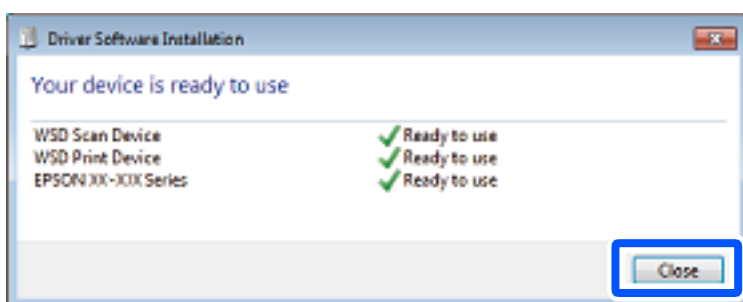 Driver Software Installation
Your device is ready to use
WSD Scan Device Ready to use
WSD Print Device Ready to use
EPSON XX-XXX Series Ready to use
Close